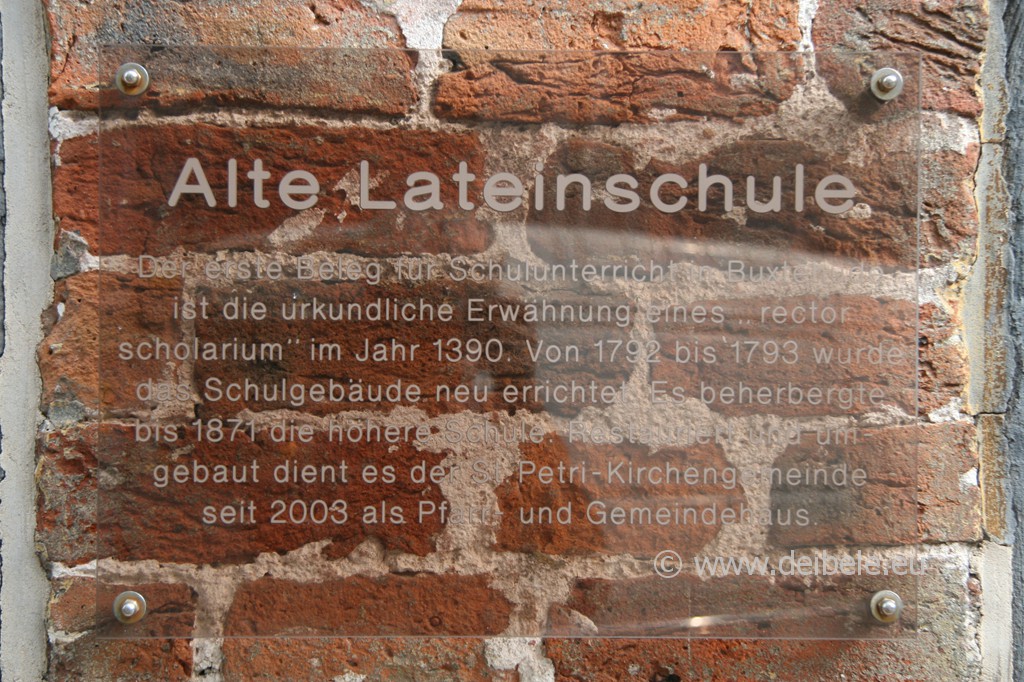 Alte Lateinschule
Der erste Beleg für Schulunterricht in Buxtehude
ist die urkundliche Erwähnung eines „rector
scholarium" im Jahr 1390. Von 1792 bis 1793 wurde
das Schulgebäude neu errichtet. Es beherbergte
bis 1871 die höhere Schule. Restauriert und um
gebaut dient es der St. Petri-Kirchengemeinde
seit 2003 als Pfarr- und Gemeindehaus.
© www.deibele.eu